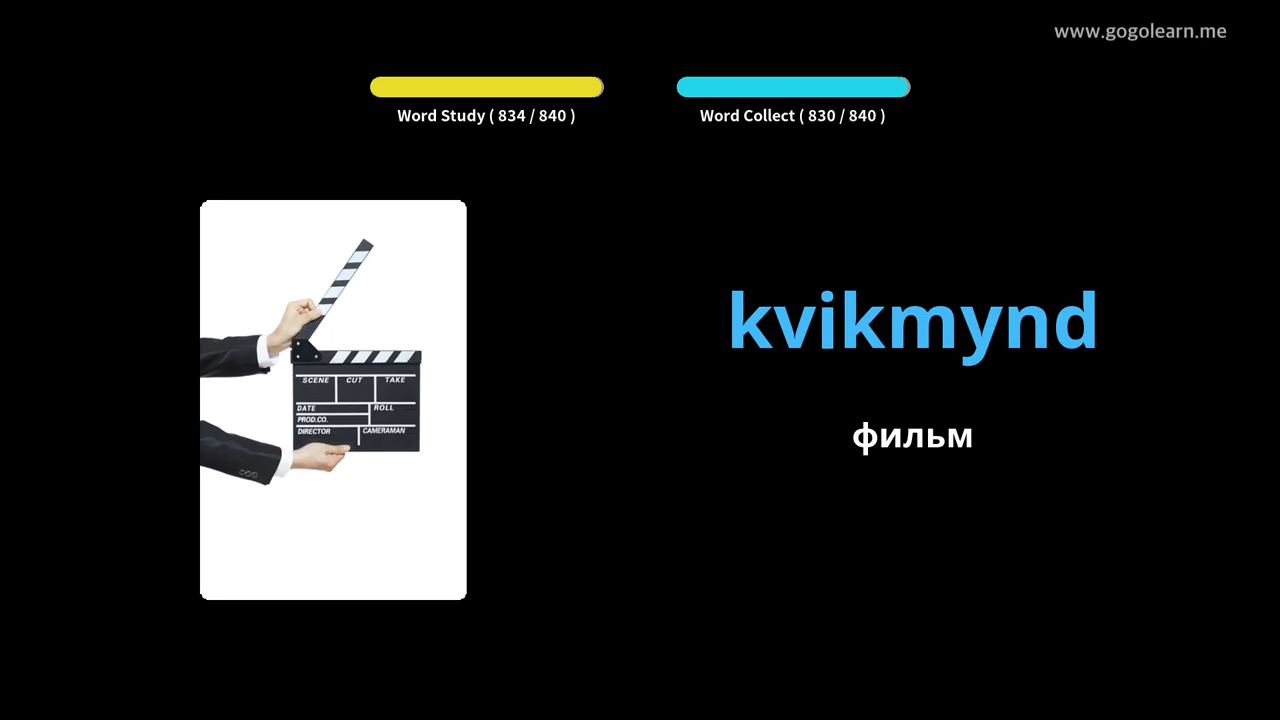 www.gogolearn.me
Word Study ( 834 / 840 )
Word Collect ( 830 / 840 )
SCENE CUT TAKE
DATE ROLL
PROD.CO.
DIRECTOR CAMERAMAN
kvikmynd
фильм